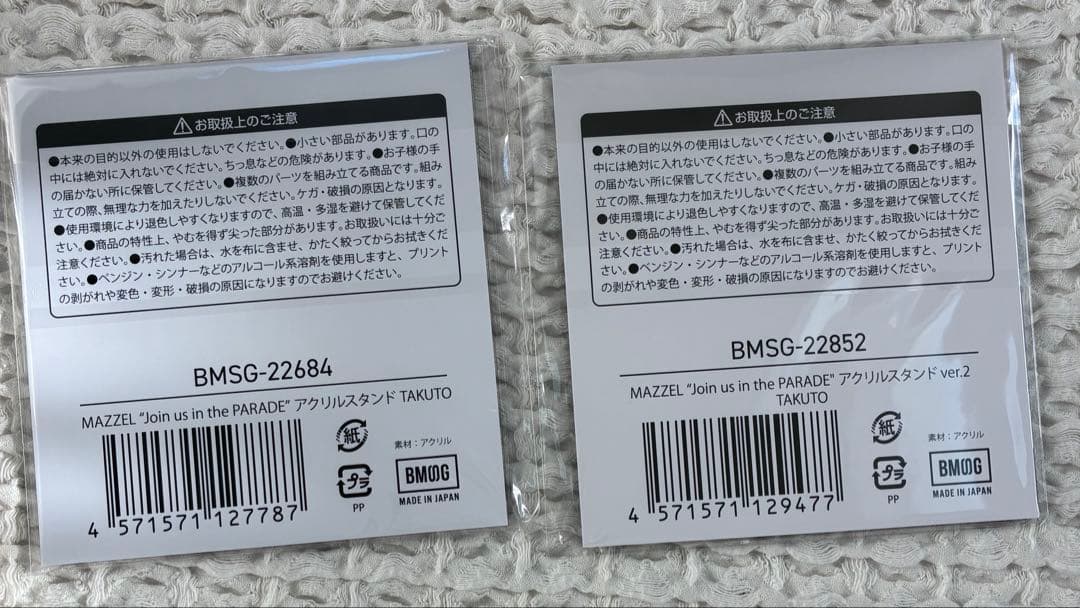 ⚠お取扱上のご注意
●本来の目的以外の使用はしないでください。●小さい部品があります。口の
中には絶対に入れないでください。ちっ息などの危険があります。●お子様の手
の届かない所に保管してください。●複数のパーツを組み立てる商品です。組み
立ての際、無理な力を加えたりしないでください。ケガ・破損の原因となります。
●使用環境により退色しやすくなりますので、高温・多湿を避けて保管してくだ
さい。●商品の特性上、やむを得ず尖った部分があります。お取扱いには十分ご
注意ください。●汚れた場合は、水を布に含ませ、かたく絞ってからお拭きくだ
さい。●ベンジン・シンナーなどのアルコール系溶剤を使用しますと、プリント
の剥がれや変色・変形・破損の原因になりますのでお避けください。
BMSG-22684
MAZZEL “Join us in the PARADE” アクリルスタンド TAKUTO
紙
素材：アクリル
プラ
PP
BMSG
MADE IN JAPAN
4 571571 127787
⚠お取扱上のご注意
●本来の目的以外の使用はしないでください。●小さい部品があります。口の
中には絶対に入れないでください。ちっ息などの危険があります。●お子様の手
の届かない所に保管してください。●複数のパーツを組み立てる商品です。組み
立ての際、無理な力を加えたりしないでください。ケガ・破損の原因となります。
●使用環境により退色しやすくなりますので、高温・多湿を避けて保管してくだ
さい。●商品の特性上、やむを得ず尖った部分があります。お取扱いには十分ご
注意ください。●汚れた場合は、水を布に含ませ、かたく絞ってからお拭きくだ
さい。●ベンジン・シンナーなどのアルコール系溶剤を使用しますと、プリント
の剥がれや変色・変形・破損の原因になりますのでお避けください。
BMSG-22852
MAZZEL “Join us in the PARADE” アクリルスタンド ver.2
TAKUTO
紙
素材：アクリル
プラ
PP
BMSG
MADE IN JAPAN
4 571571 129477